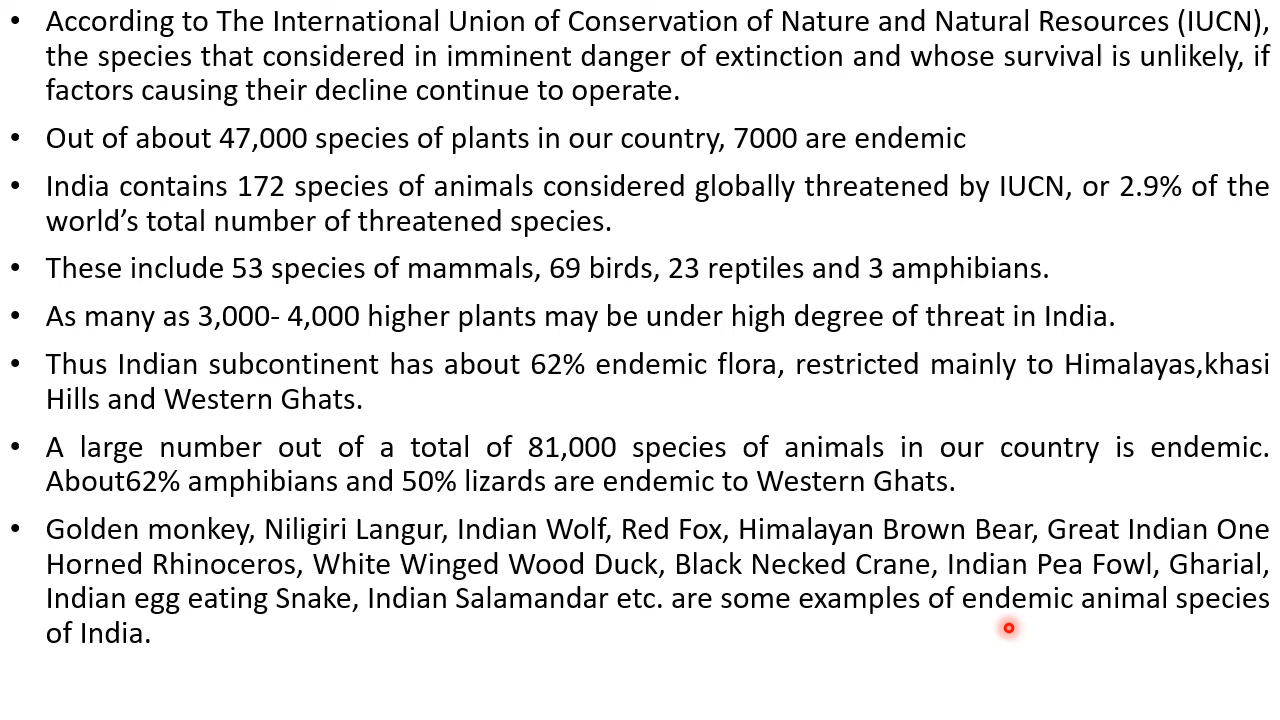 • According to The International Union of Conservation of Nature and Natural Resources (IUCN),
the species that considered in imminent danger of extinction and whose survival is unlikely, if
factors causing their decline continue to operate.
• Out of about 47,000 species of plants in our country, 7000 are endemic
• India contains 172 species of animals considered globally threatened by IUCN, or 2.9% of the
world’s total number of threatened species.
• These include 53 species of mammals, 69 birds, 23 reptiles and 3 amphibians.
• As many as 3,000- 4,000 higher plants may be under high degree of threat in India.
• Thus Indian subcontinent has about 62% endemic flora, restricted mainly to Himalayas,khasi
Hills and Western Ghats.
• A large number out of a total of 81,000 species of animals in our country is endemic.
About62% amphibians and 50% lizards are endemic to Western Ghats.
• Golden monkey, Niligiri Langur, Indian Wolf, Red Fox, Himalayan Brown Bear, Great Indian One
Horned Rhinoceros, White Winged Wood Duck, Black Necked Crane, Indian Pea Fowl, Gharial,
Indian egg eating Snake, Indian Salamandar etc. are some examples of endemic animal species
of India.